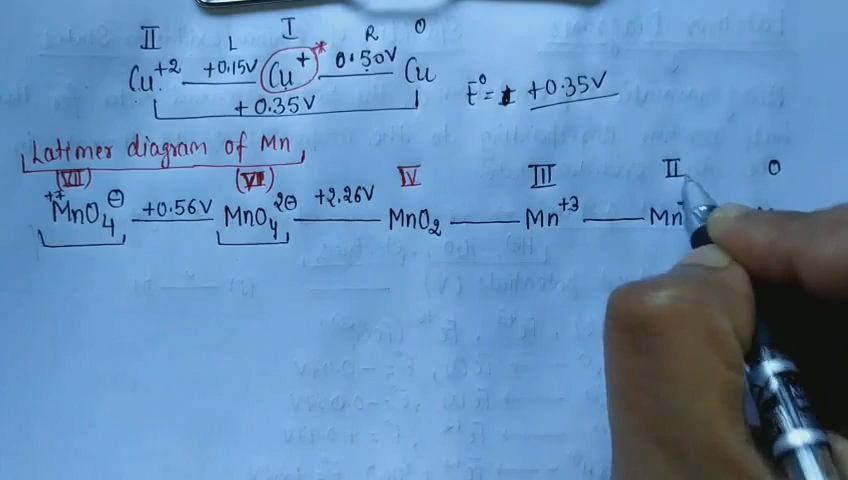 II L I R 0
Cu+2 +0.15V Cu+* 0.50V Cu
+0.35V
E° = +0.35V
Latimer diagram of Mn
(VII) (VI) IV III II 0
+7 MnO4⊖ +0.56V MnO4 2⊖ +2.26V MnO2 Mn+3 Mn